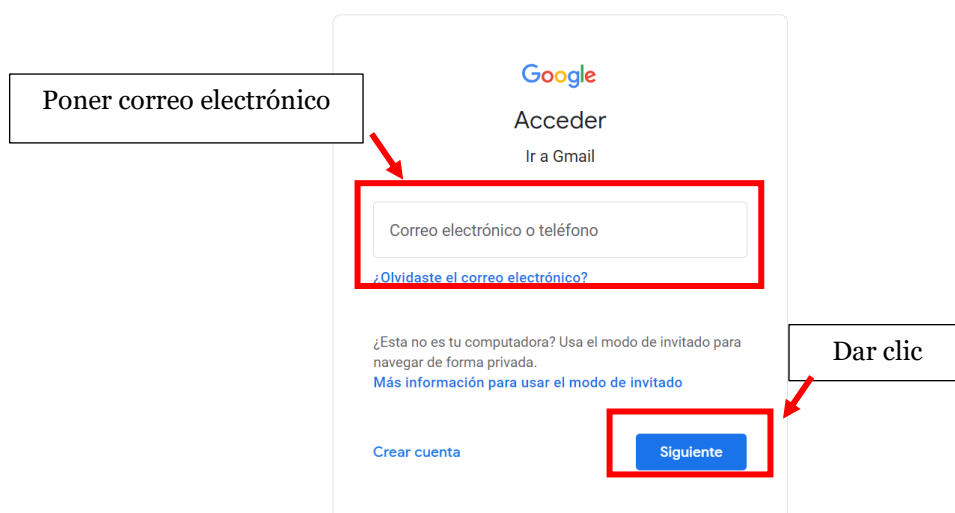 Google
Poner correo electrónico
Acceder
Ir a Gmail
Correo electrónico o teléfono
¿Olvidaste el correo electrónico?
¿Esta no es tu computadora? Usa el modo de invitado para
navegar de forma privada.
Más información para usar el modo de invitado
Dar clic
Crear cuenta
Siguiente